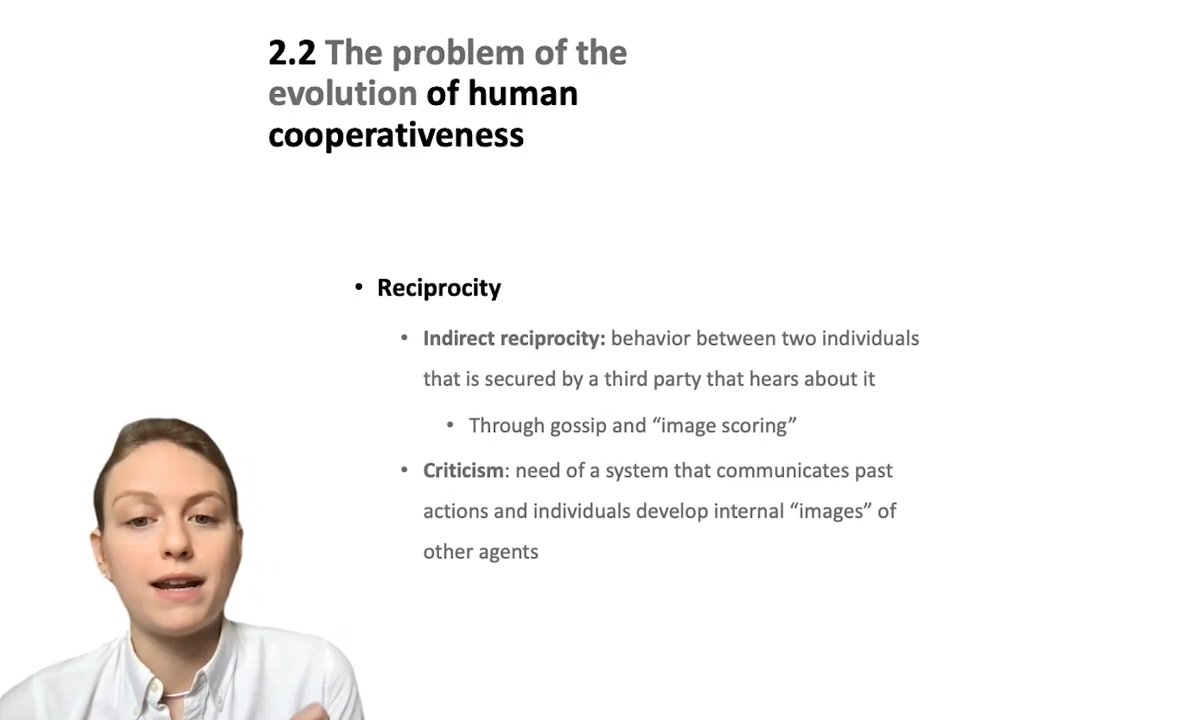 2.2 The problem of the
evolution of human
cooperativeness
• Reciprocity
• Indirect reciprocity: behavior between two individuals
that is secured by a third party that hears about it
• Through gossip and “image scoring”
• Criticism: need of a system that communicates past
actions and individuals develop internal “images” of
other agents